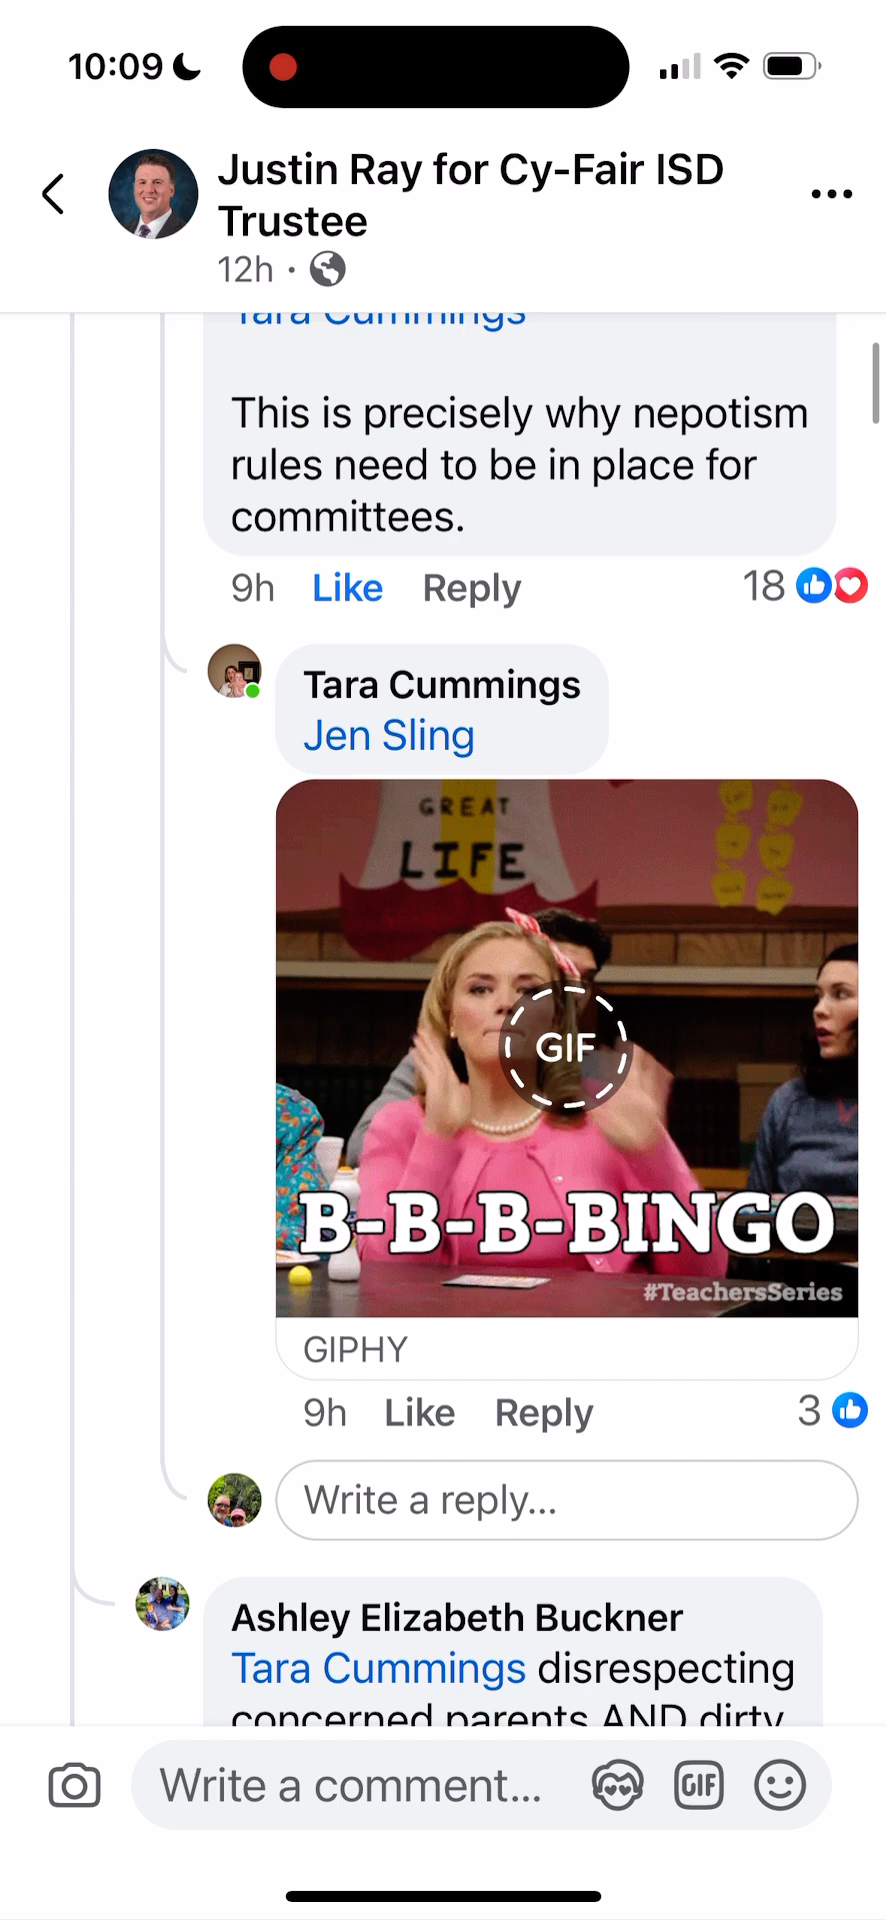 10:09
Justin Ray for Cy-Fair ISD
Trustee
12h ·
Tara Cummings
This is precisely why nepotism
rules need to be in place for
committees.
9h Like Reply 18
Tara Cummings
Jen Sling
GREAT
LIFE
GIF
B-B-B-BINGO
#TeachersSeries
GIPHY
9h Like Reply 3
Write a reply...
Ashley Elizabeth Buckner
Tara Cummings disrespecting
concerned parents AND dirty
Write a comment...
GIF